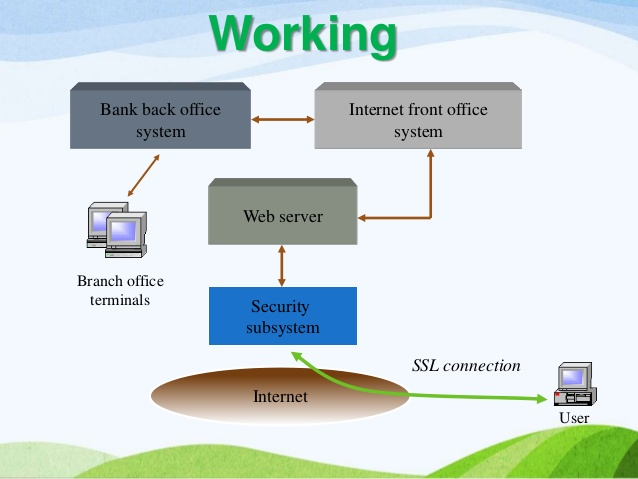 Working
Bank back office
system
Internet front office
system
Web server
Branch office
terminals
Security
subsystem
SSL connection
Internet
User